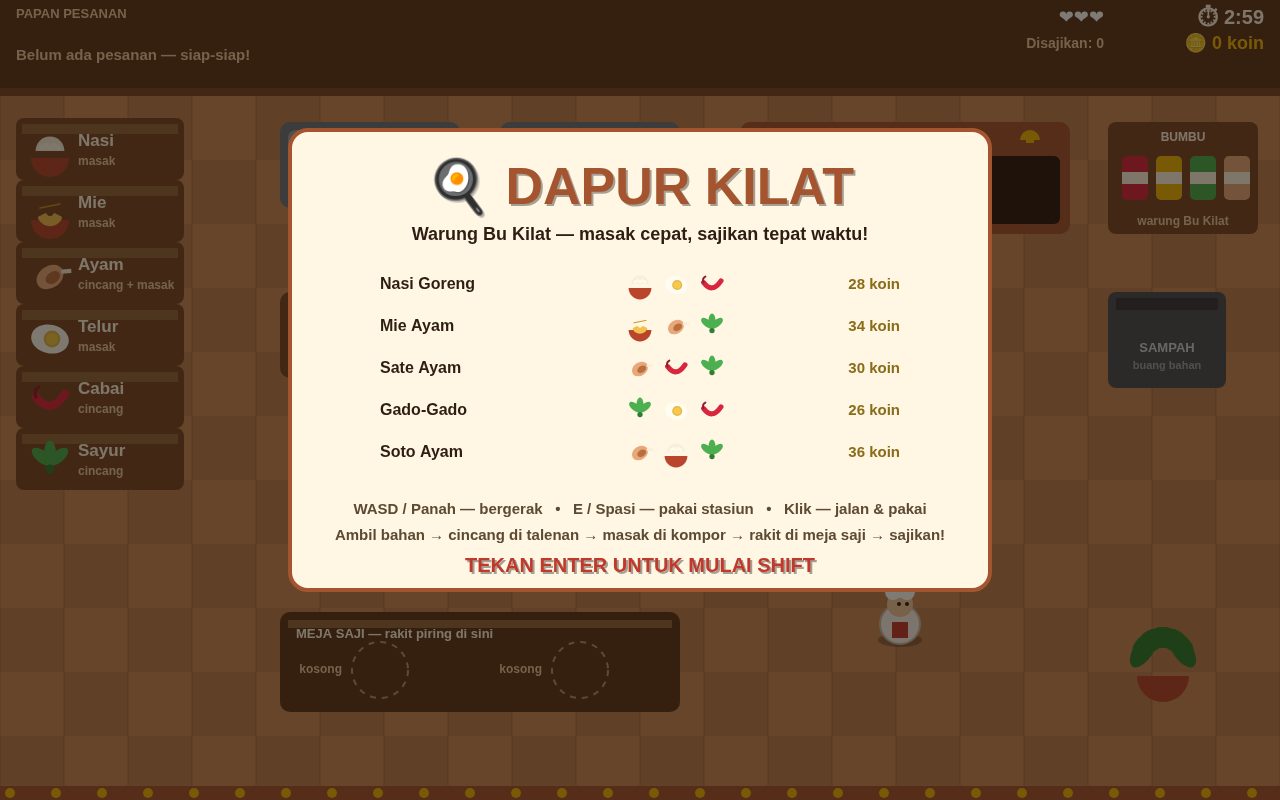 PAPAN PESANAN
❤❤❤
⏱ 2:59
Belum ada pesanan — siap-siap!
Disajikan: 0
🪙 0 koin
Nasi
masak
Mie
masak
Ayam
cincang + masak
Telur
masak
Cabai
cincang
Sayur
cincang
BUMBU
warung Bu Kilat
SAMPAH
buang bahan
🍳 DAPUR KILAT
Warung Bu Kilat — masak cepat, sajikan tepat waktu!
Nasi Goreng 28 koin
Mie Ayam 34 koin
Sate Ayam 30 koin
Gado-Gado 26 koin
Soto Ayam 36 koin
WASD / Panah — bergerak • E / Spasi — pakai stasiun • Klik — jalan & pakai
Ambil bahan → cincang di talenan → masak di kompor → rakit di meja saji → sajikan!
TEKAN ENTER UNTUK MULAI SHIFT
MEJA SAJI — rakit piring di sini
kosong kosong